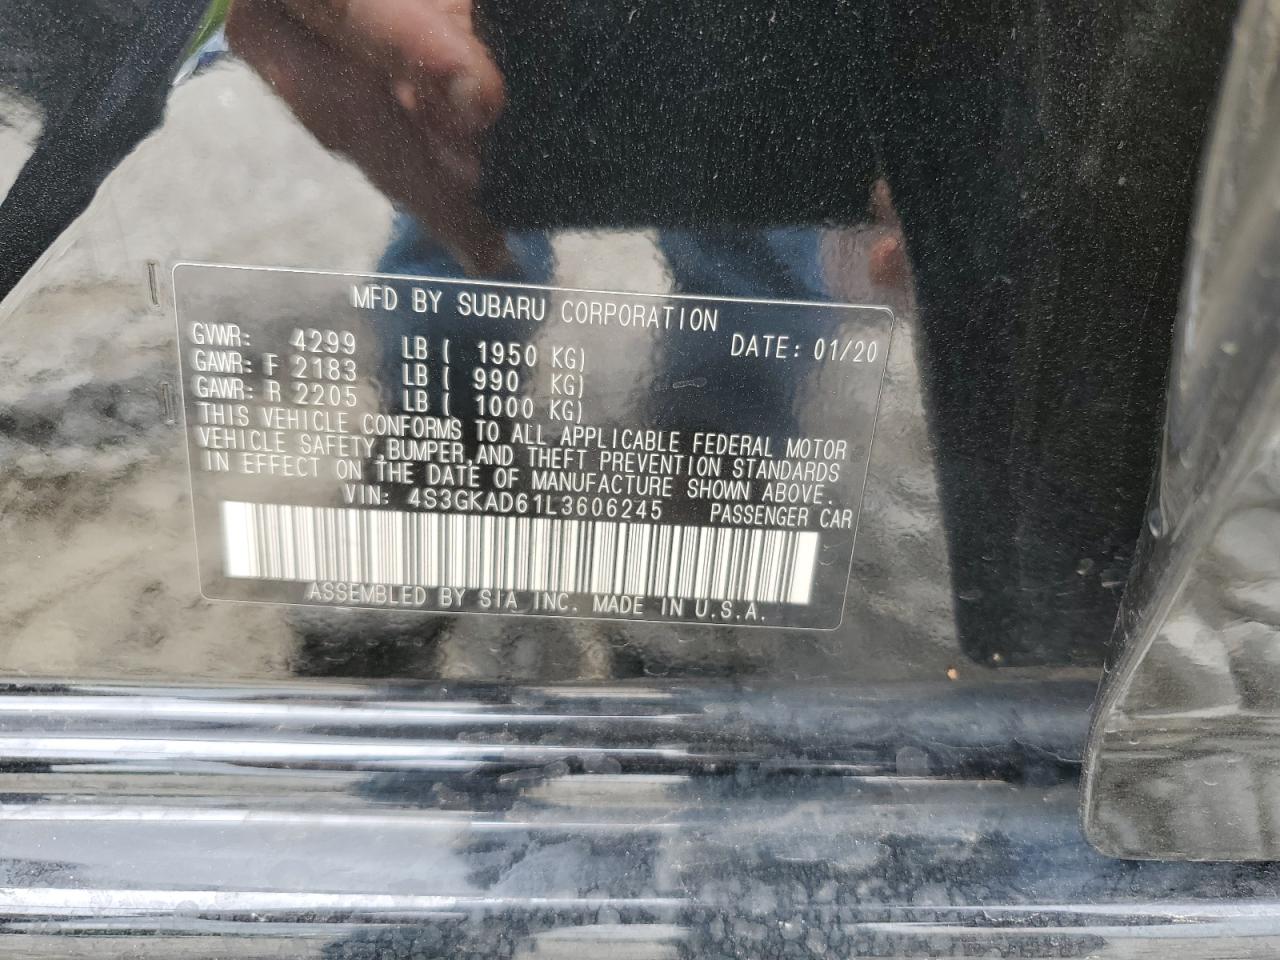 MFD BY SUBARU CORPORATION
GVWR: 4299 LB ( 1950 KG) DATE: 01/20
GAWR: F 2183 LB ( 990 KG)
GAWR: R 2205 LB ( 1000 KG)
THIS VEHICLE CONFORMS TO ALL APPLICABLE FEDERAL MOTOR
VEHICLE SAFETY, BUMPER, AND THEFT PREVENTION STANDARDS
IN EFFECT ON THE DATE OF MANUFACTURE SHOWN ABOVE.
VIN: 4S3GKAD61L3606245 PASSENGER CAR
ASSEMBLED BY SIA INC. MADE IN U.S.A.